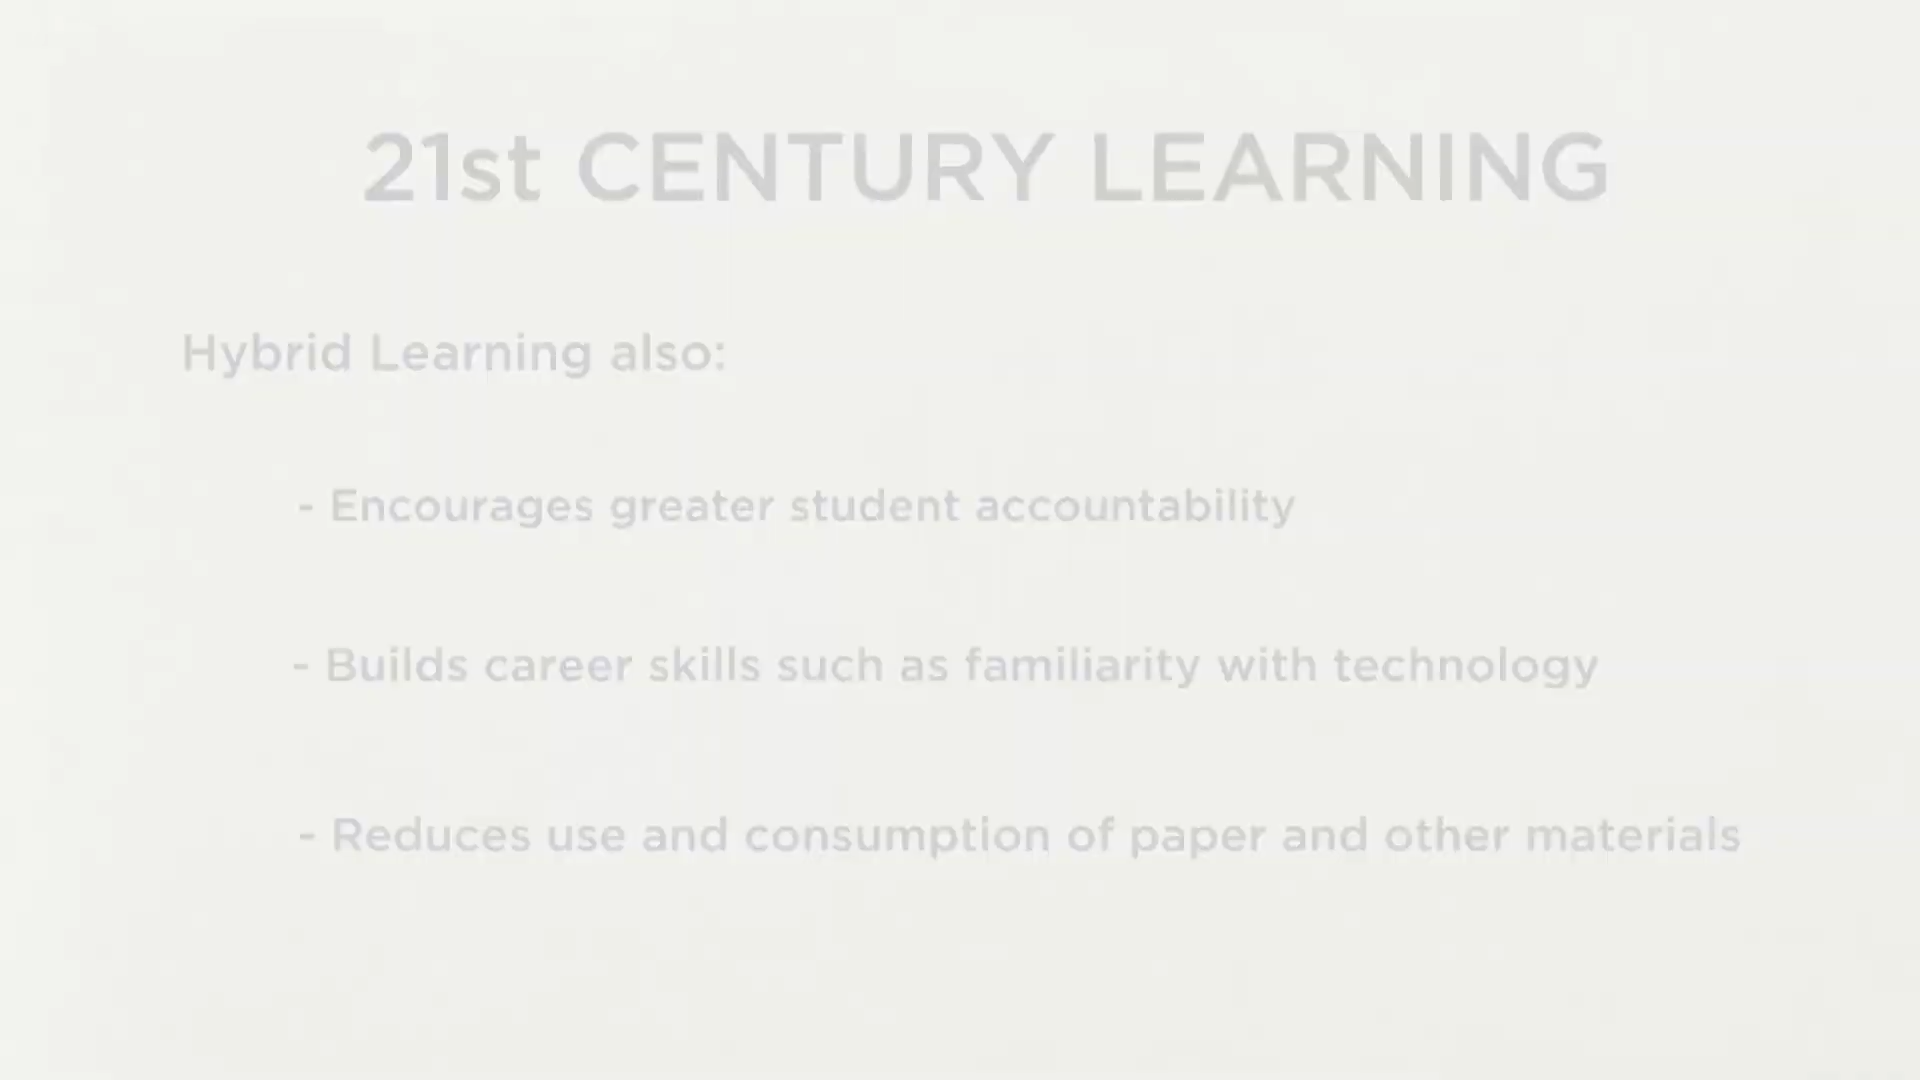 21st CENTURY LEARNING
Hybrid Learning also:
- Encourages greater student accountability
- Builds career skills such as familiarity with technology
- Reduces use and consumption of paper and other materials